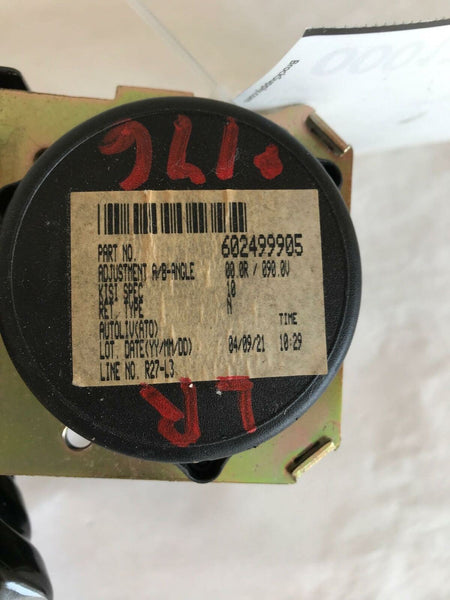 000
PART NO. 602499905
ADJUSTMENT A/B-ANGLE 00.0R / 090.0V
KISI SPEC 10
RET. TYPE N
AUTOLIV(ATO) TIME
LOT. DATE(YY/MM/DD) 04/09/21 10:29
LINE NO. R27-L3
LR